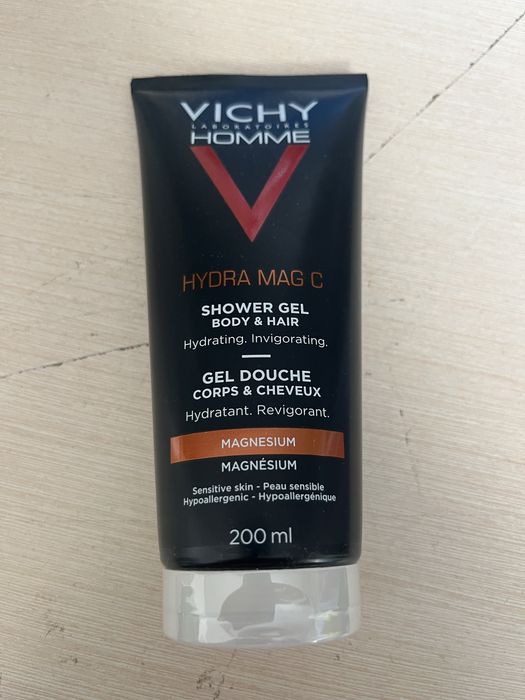 VICHY
LABORATOIRES
HOMME
HYDRA MAG C
SHOWER GEL
BODY & HAIR
Hydrating. Invigorating.
GEL DOUCHE
CORPS & CHEVEUX
Hydratant. Revigorant.
MAGNESIUM
MAGNÉSIUM
Sensitive skin - Peau sensible
Hypoallergenic - Hypoallergénique
200 ml